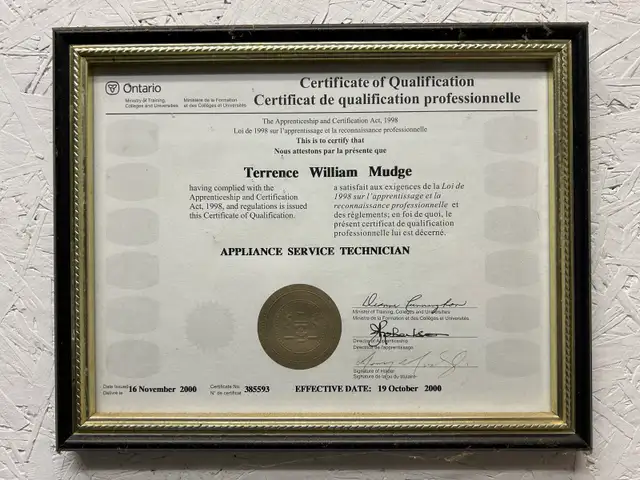 Ontario
Ministry of Training, Ministère de la Formation
Colleges and Universities et des Collèges et Universités
Certificate of Qualification
Certificat de qualification professionnelle
The Apprenticeship and Certification Act, 1998
Loi de 1998 sur l'apprentissage et la reconnaissance professionnelle
This is to certify that
Nous attestons par la présente que
Terrence William Mudge
having complied with the
Apprenticeship and Certification
Act, 1998, and regulations is issued
this Certificate of Qualification.
a satisfait aux exigences de la Loi de
1998 sur l'apprentissage et la
reconnaissance professionnelle et
des règlements; en foi de quoi, le
présent certificat de qualification
professionnelle lui est décerné.
APPLIANCE SERVICE TECHNICIAN
Minister of Training, Colleges and Universities
Ministre de la Formation et des Collèges et Universités
Director of Apprenticeship
Directrice de l'apprentissage
Signature of Holder
Signature de la/du titulaire
Date Issued 16 November 2000 Certificate No. 385593 EFFECTIVE DATE: 19 October 2000
Délivré le N° de certificat